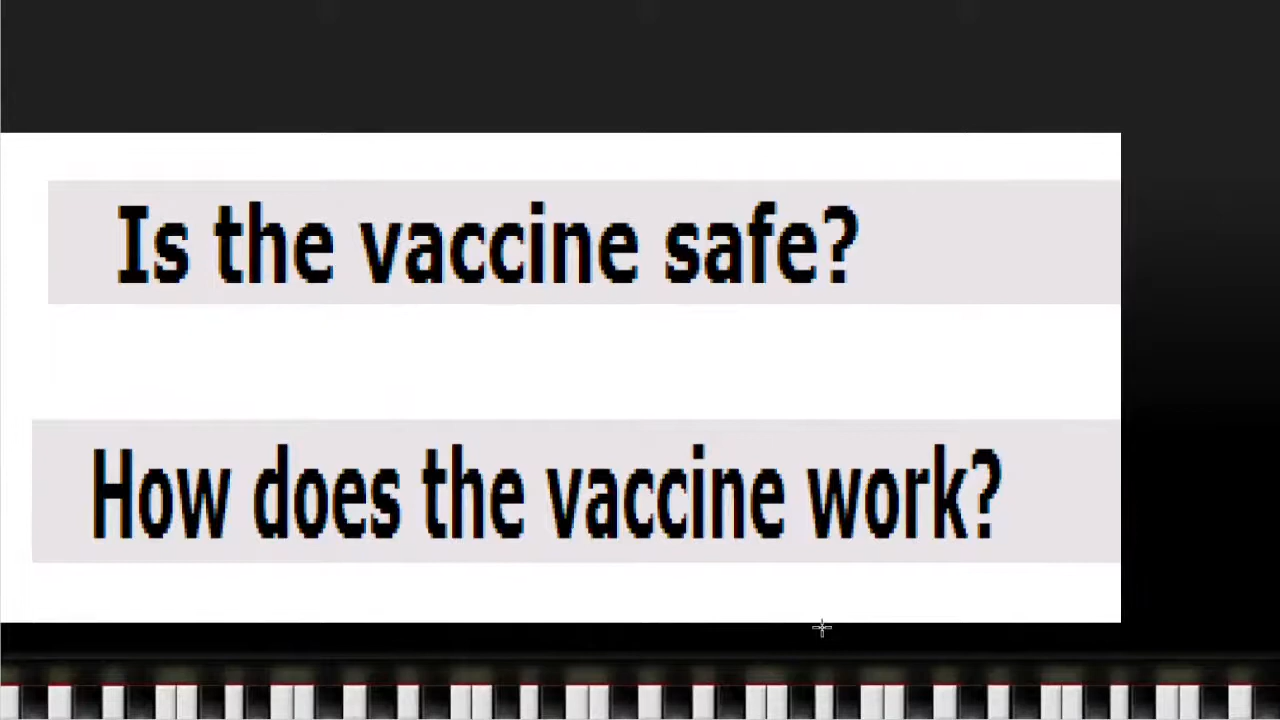 Is the vaccine safe?
How does the vaccine work?